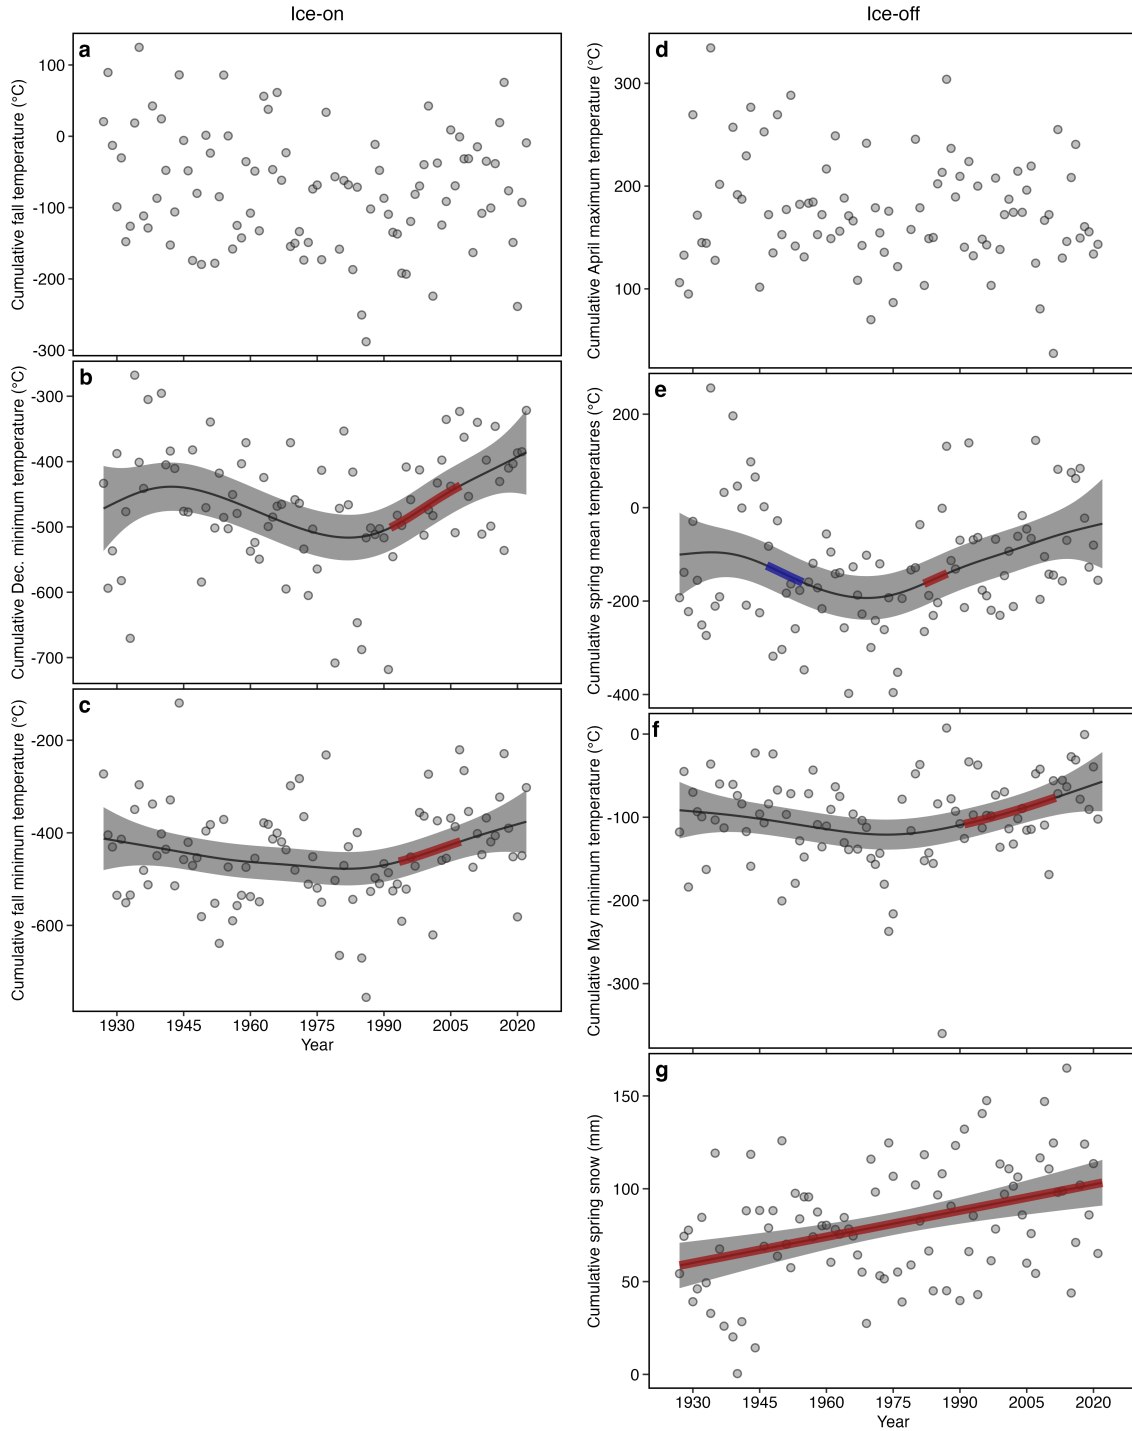 Ice-on
a
Cumulative fall temperature (°C)
100
0
-100
-200
-300
b
Cumulative Dec. minimum temperature (°C)
-300
-400
-500
-600
-700
c
Cumulative fall minimum temperature (°C)
-200
-400
-600
1930 1945 1960 1975 1990 2005 2020
Year
Ice-off
d
Cumulative April maximum temperature (°C)
300
200
100
e
Cumulative spring mean temperatures (°C)
200
0
-200
-400
f
Cumulative May minimum temperature (°C)
0
-100
-200
-300
g
Cumulative spring snow (mm)
150
100
50
0
1930 1945 1960 1975 1990 2005 2020
Year